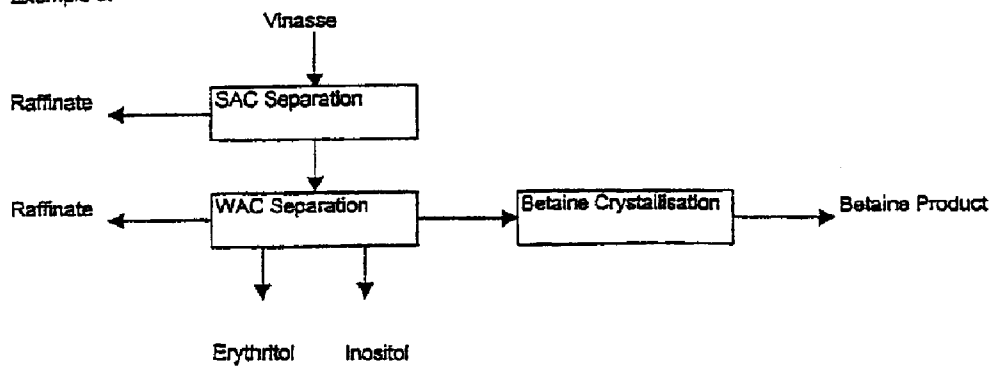 Vinasse
Raffinate
SAC Separation
Raffinate
WAC Separation
Betaine Crystallisation
Betaine Product
Erythritol
Inositol